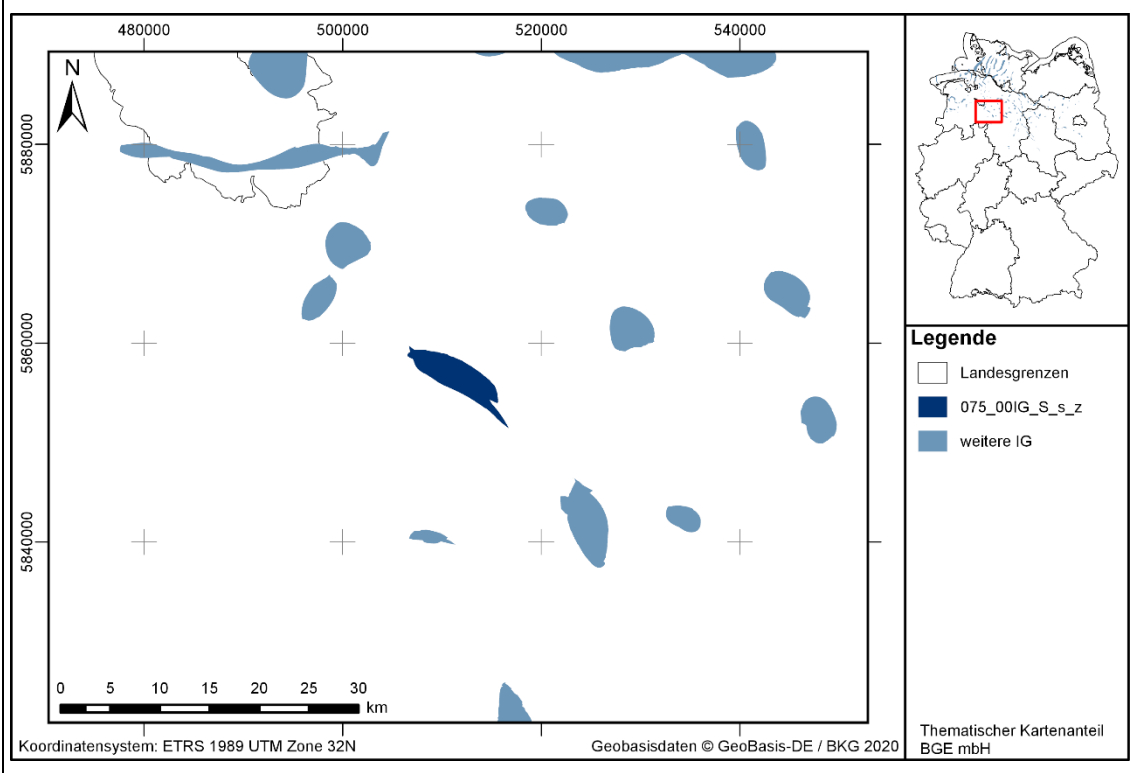 480000 500000 520000 540000
N
5880000
5860000
5840000
0 5 10 15 20 25 30
km
Koordinatensystem: ETRS 1989 UTM Zone 32N
Geobasisdaten © GeoBasis-DE / BKG 2020
Legende
Landesgrenzen
075_00IG_S_s_z
weitere IG
Thematischer Kartenanteil
BGE mbH